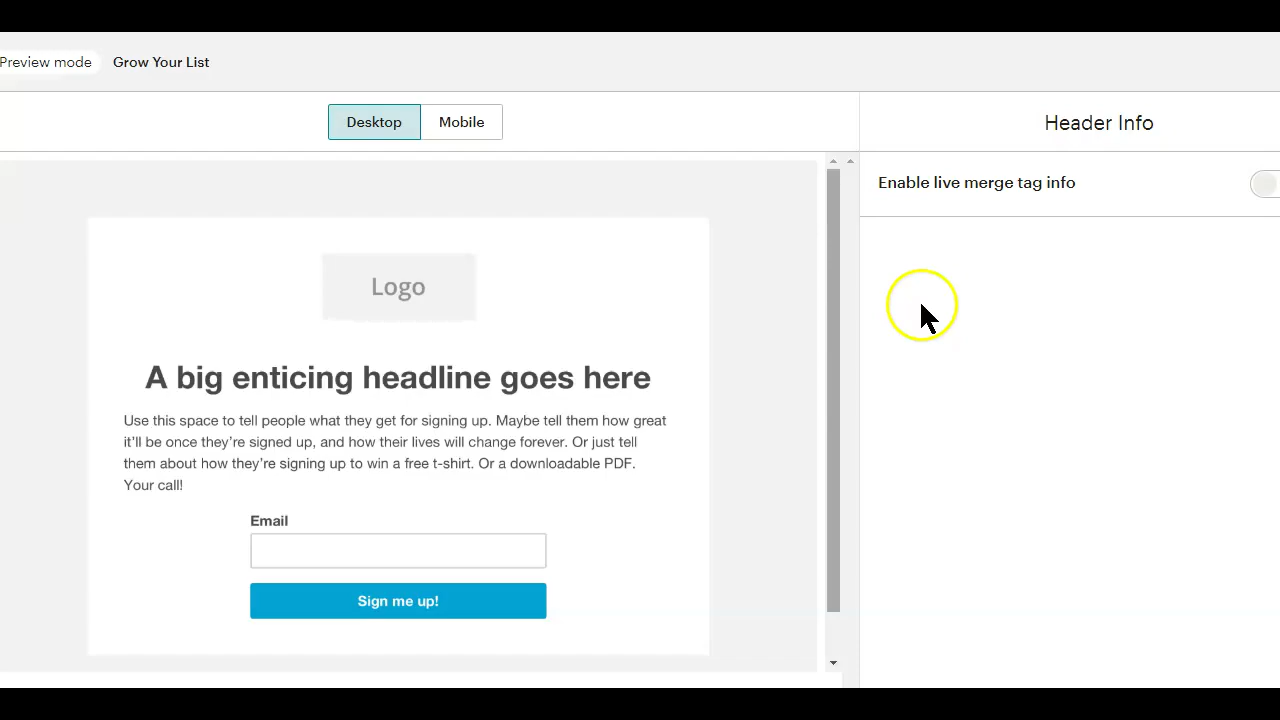 Preview mode
Grow Your List
Desktop
Mobile
Header Info
Enable live merge tag info
Logo
A big enticing headline goes here
Use this space to tell people what they get for signing up. Maybe tell them how great
it’ll be once they’re signed up, and how their lives will change forever. Or just tell
them about how they’re signing up to win a free t-shirt. Or a downloadable PDF.
Your call!
Email
Sign me up!